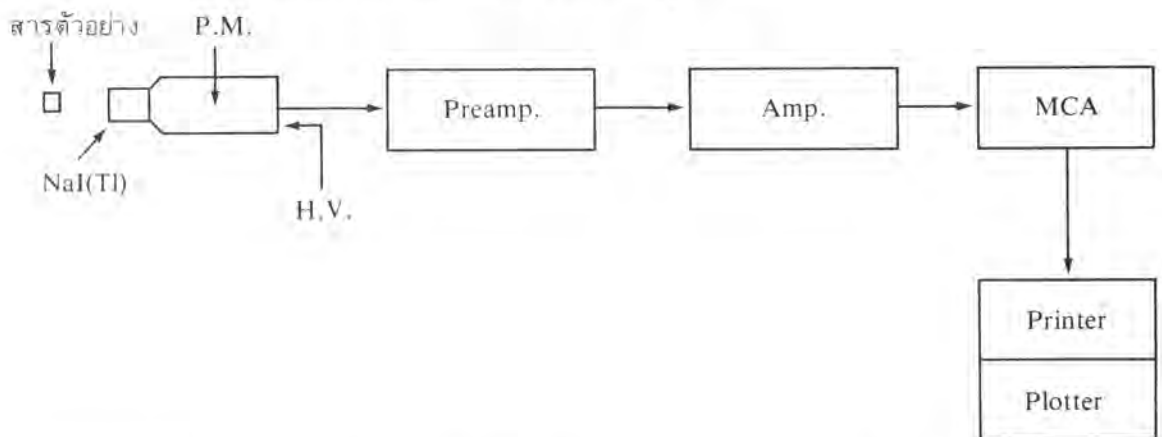 สารตัวอย่าง
P.M.
Preamp.
Amp.
MCA
NaI(Tl)
H.V.
Printer
Plotter